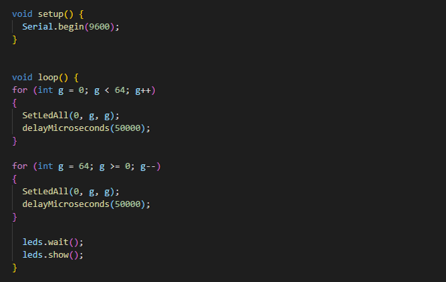 void setup() {
  Serial.begin(9600);
}
void loop() {
for (int g = 0; g < 64; g++)
{
  SetLedAll(0, g, g);
  delayMicroseconds(50000);
}
for (int g = 64; g >= 0; g--)
{
  SetLedAll(0, g, g);
  delayMicroseconds(50000);
}
  leds.wait();
  leds.show();
}